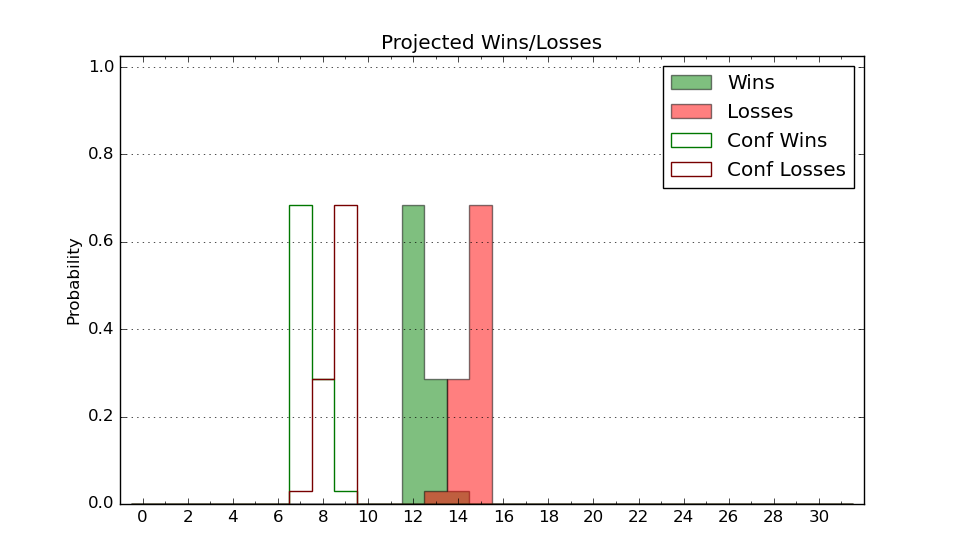 Projected Wins/Losses
Wins
Losses
Conf Wins
Conf Losses
Probability
1.0
0.8
0.6
0.4
0.2
0.0
0 2 4 6 8 10 12 14 16 18 20 22 24 26 28 30